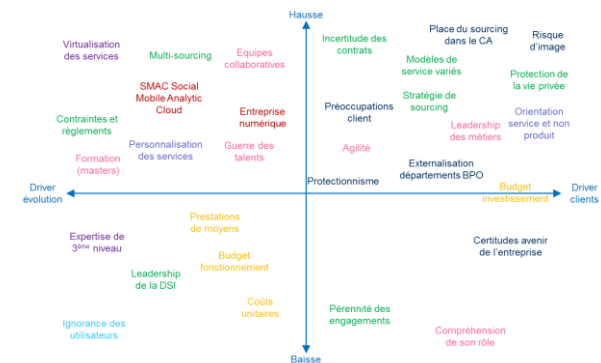 Hausse
Virtualisation
des services
Multi-sourcing
Equipes
collaboratives
Incertitude des
contrats
Place du sourcing
dans le CA
Risque
d'image
SMAC Social
Mobile Analytic
Cloud
Modèles de
service variés
Protection de
la vie privée
Contraintes et
règlements
Entreprise
numérique
Préoccupations
client
Stratégie de
sourcing
Orientation
service et non
produit
Formation
(masters)
Personnalisation
des services
Guerre des
talents
Agilité
Leadership
des métiers
Protectionnisme
Externalisation
départements BPO
Driver
évolution
Budget
investissement
Driver
clients
Expertise de
3ème niveau
Prestations
de moyens
Certitudes avenir
de l'entreprise
Budget
fonctionnement
Leadership
de la DSI
Coûts
unitaires
Ignorance des
utilisateurs
Pérennité des
engagements
Compréhension
de son rôle
Baisse